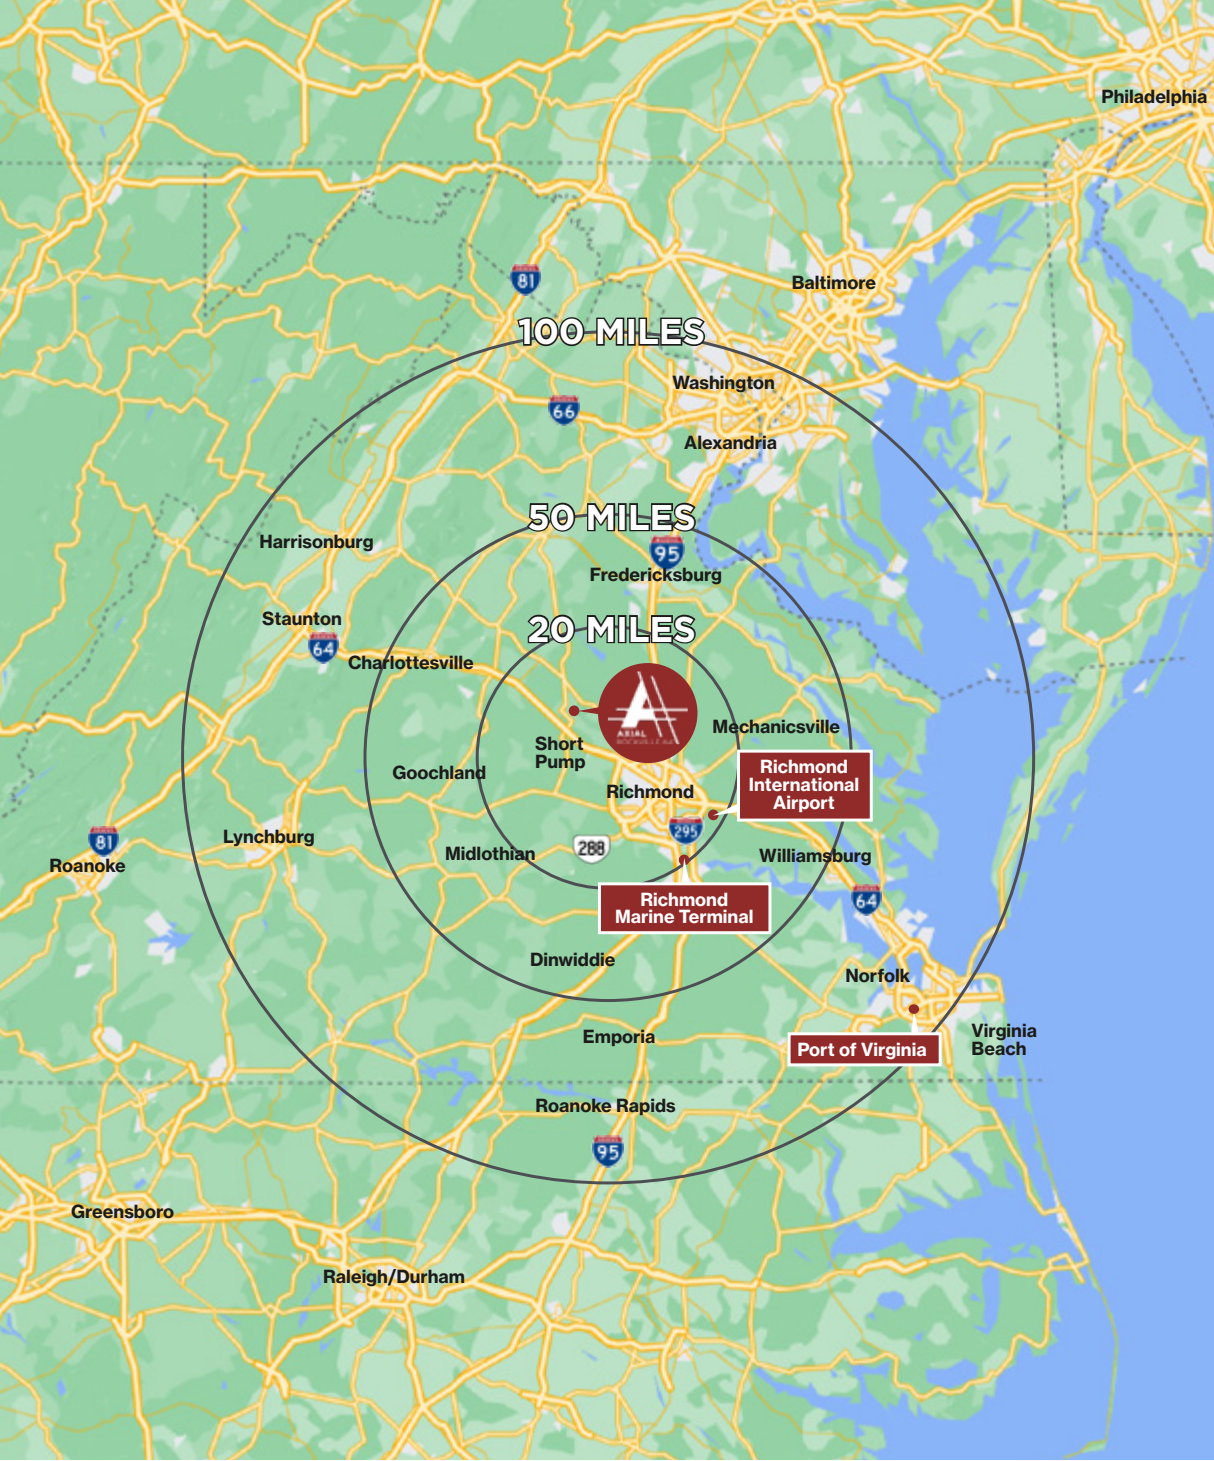 Philadelphia
81
Baltimore
100 MILES
Washington
66
Alexandria
50 MILES
Harrisonburg
95
Fredericksburg
Staunton
20 MILES
64
Charlottesville
A
AXIAL
Mechanicsville
Short
Pump
Goochland
Richmond
International
Airport
Richmond
295
Lynchburg
81
Roanoke
Midlothian
288
Williamsburg
64
Richmond
Marine Terminal
Dinwiddie
Norfolk
Virginia
Beach
Emporia
Port of Virginia
Roanoke Rapids
95
Greensboro
Raleigh/Durham